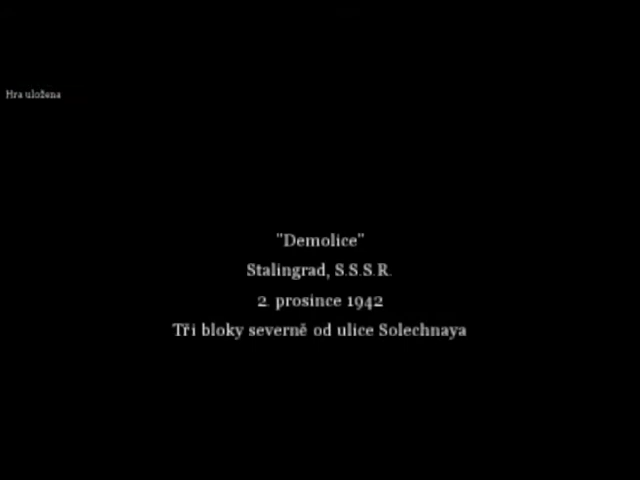 Hra uložena
"Demolice"
Stalingrad, S.S.S.R.
2. prosince 1942
Tři bloky severně od ulice Solechnaya